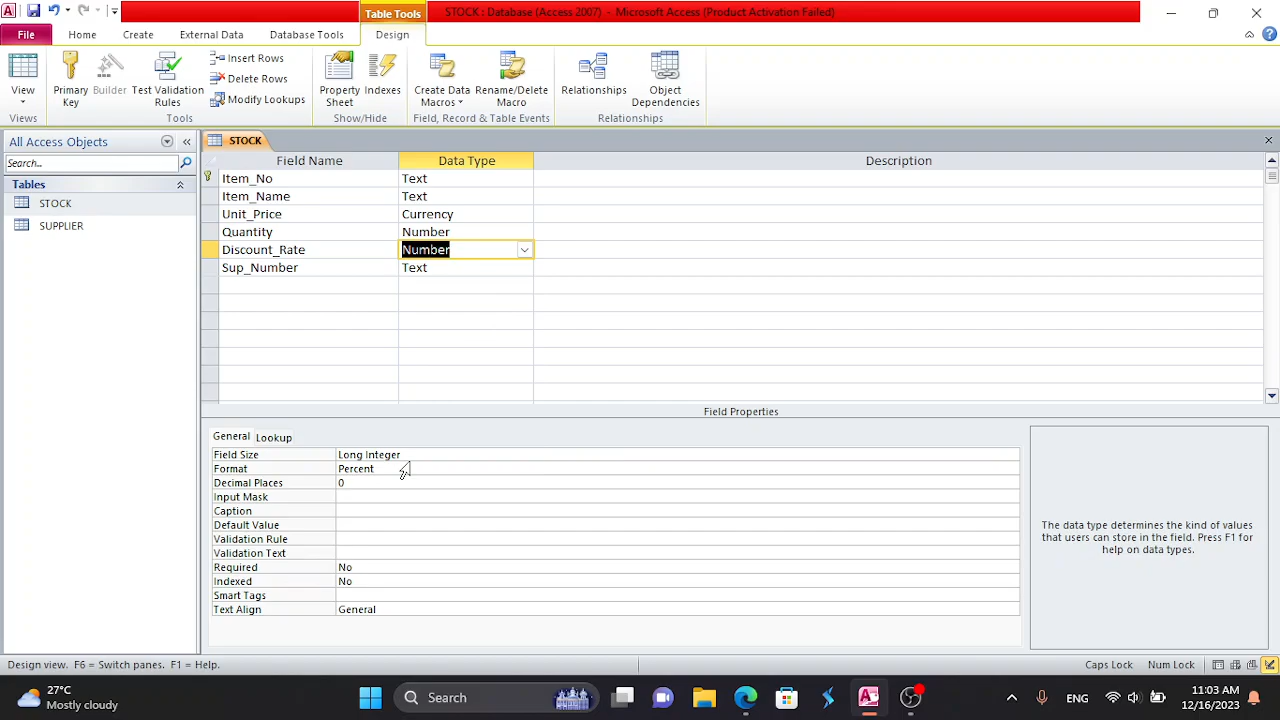 Table Tools
STOCK : Database (Access 2007) - Microsoft Access (Product Activation Failed)
File
Home
Create
External Data
Database Tools
Design
View
Primary Key
Builder
Test Validation Rules
Insert Rows
Delete Rows
Modify Lookups
Property Sheet
Indexes
Create Data Macros
Rename/Delete Macro
Relationships
Object Dependencies
Views
Tools
Show/Hide
Field, Record & Table Events
Relationships
All Access Objects
Search...
Tables
STOCK
SUPPLIER
STOCK
Field Name Data Type Description
Item_No Text
Item_Name Text
Unit_Price Currency
Quantity Number
Discount_Rate Number
Sup_Number Text
Field Properties
General Lookup
Field Size Long Integer
Format Percent
Decimal Places 0
Input Mask
Caption
Default Value
Validation Rule
Validation Text
Required No
Indexed No
Smart Tags
Text Align General
The data type determines the kind of values
that users can store in the field. Press F1 for
help on data types.
Design view. F6 = Switch panes. F1 = Help.
Caps Lock Num Lock
27°C
Mostly cloudy
Search
ENG
11:03 AM
12/16/2023